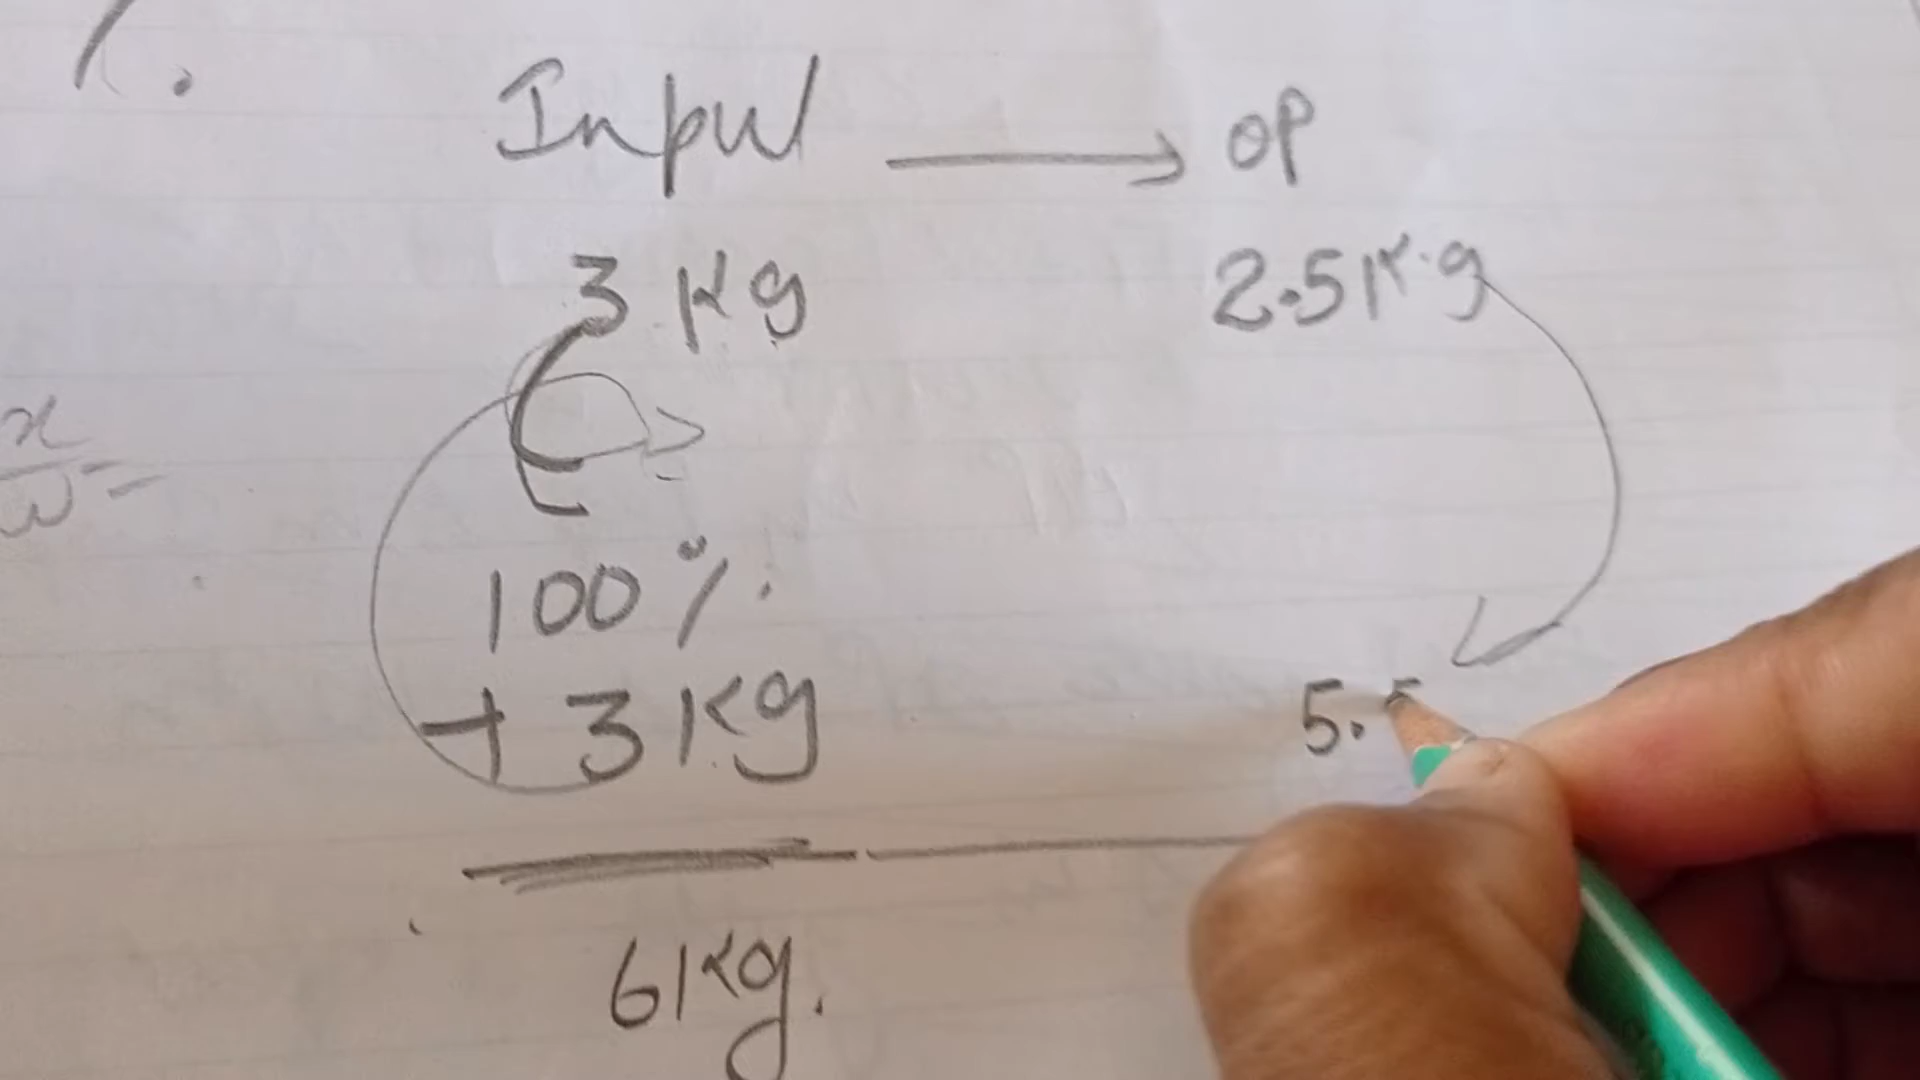 %.
Input → OP
3 Kg 2.5 Kg
x
w =
100%.
+ 3 Kg 5.5
6 Kg.